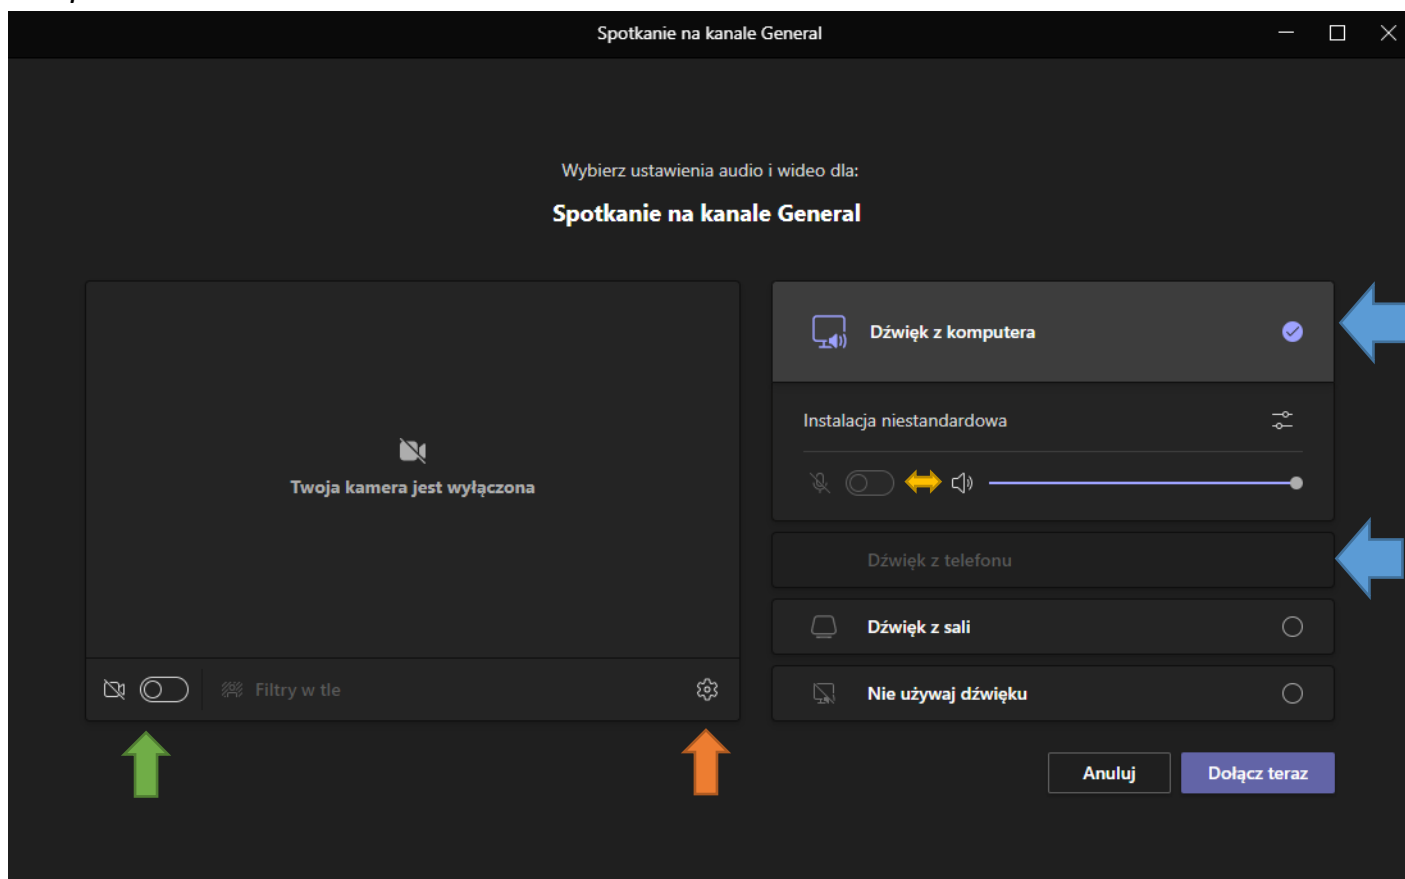 Spotkanie na kanale General
Wybierz ustawienia audio i wideo dla:
Spotkanie na kanale General
Twoja kamera jest wyłączona
Filtry w tle
Dźwięk z komputera
Instalacja niestandardowa
Dźwięk z telefonu
Dźwięk z sali
Nie używaj dźwięku
Anuluj
Dołącz teraz